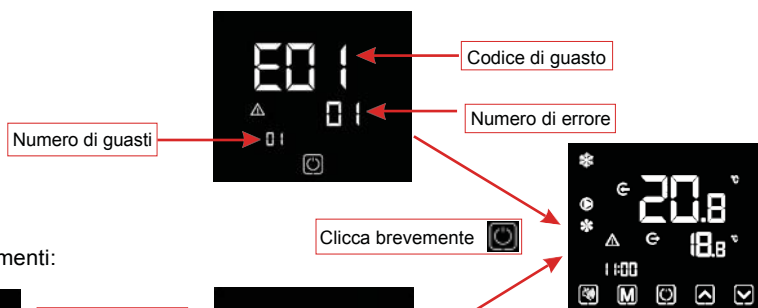 E01
Codice di guasto
01
Numero di errore
Numero di guasti
01
20.8 °C
Clicca brevemente
18.8 °C
menti:
11:00
M